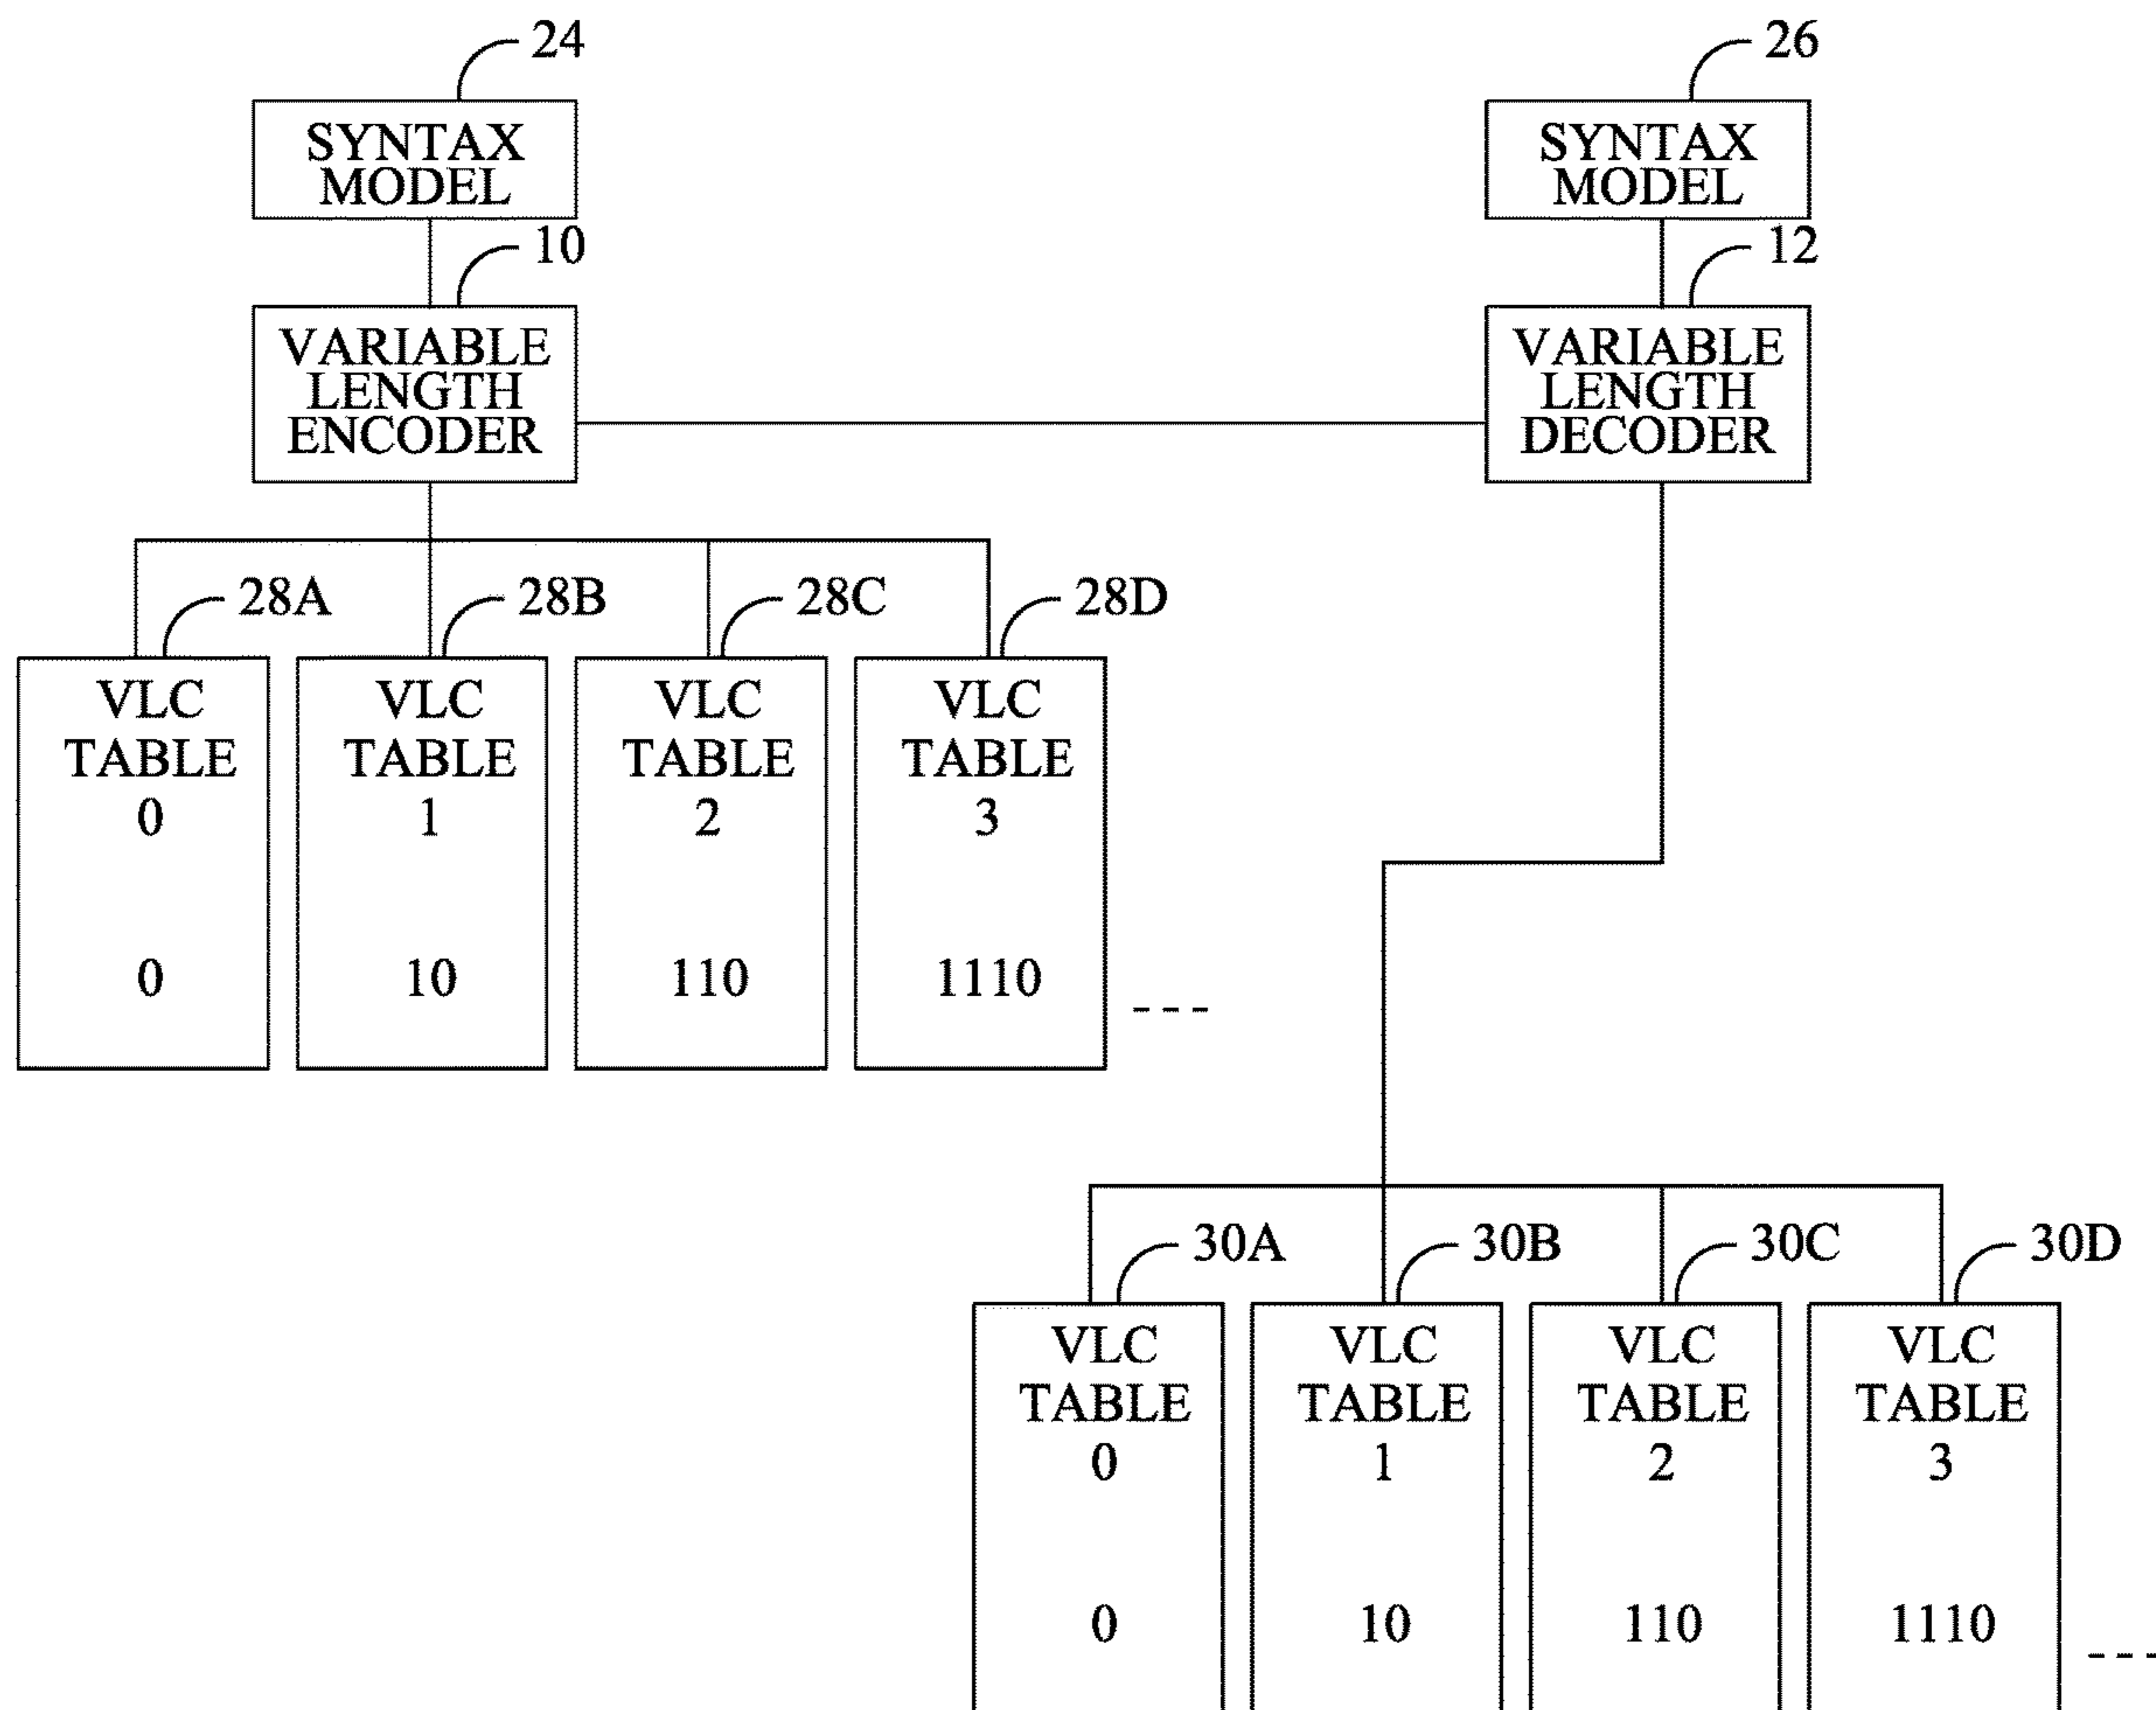 24
26
SYNTAX
MODEL
SYNTAX
MODEL
10
12
VARIABLE
LENGTH
ENCODER
VARIABLE
LENGTH
DECODER
28A
28B
28C
28D
VLC
TABLE
0
0
VLC
TABLE
1
10
VLC
TABLE
2
110
VLC
TABLE
3
1110
---
30A
30B
30C
30D
VLC
TABLE
0
0
VLC
TABLE
1
10
VLC
TABLE
2
110
VLC
TABLE
3
1110
---